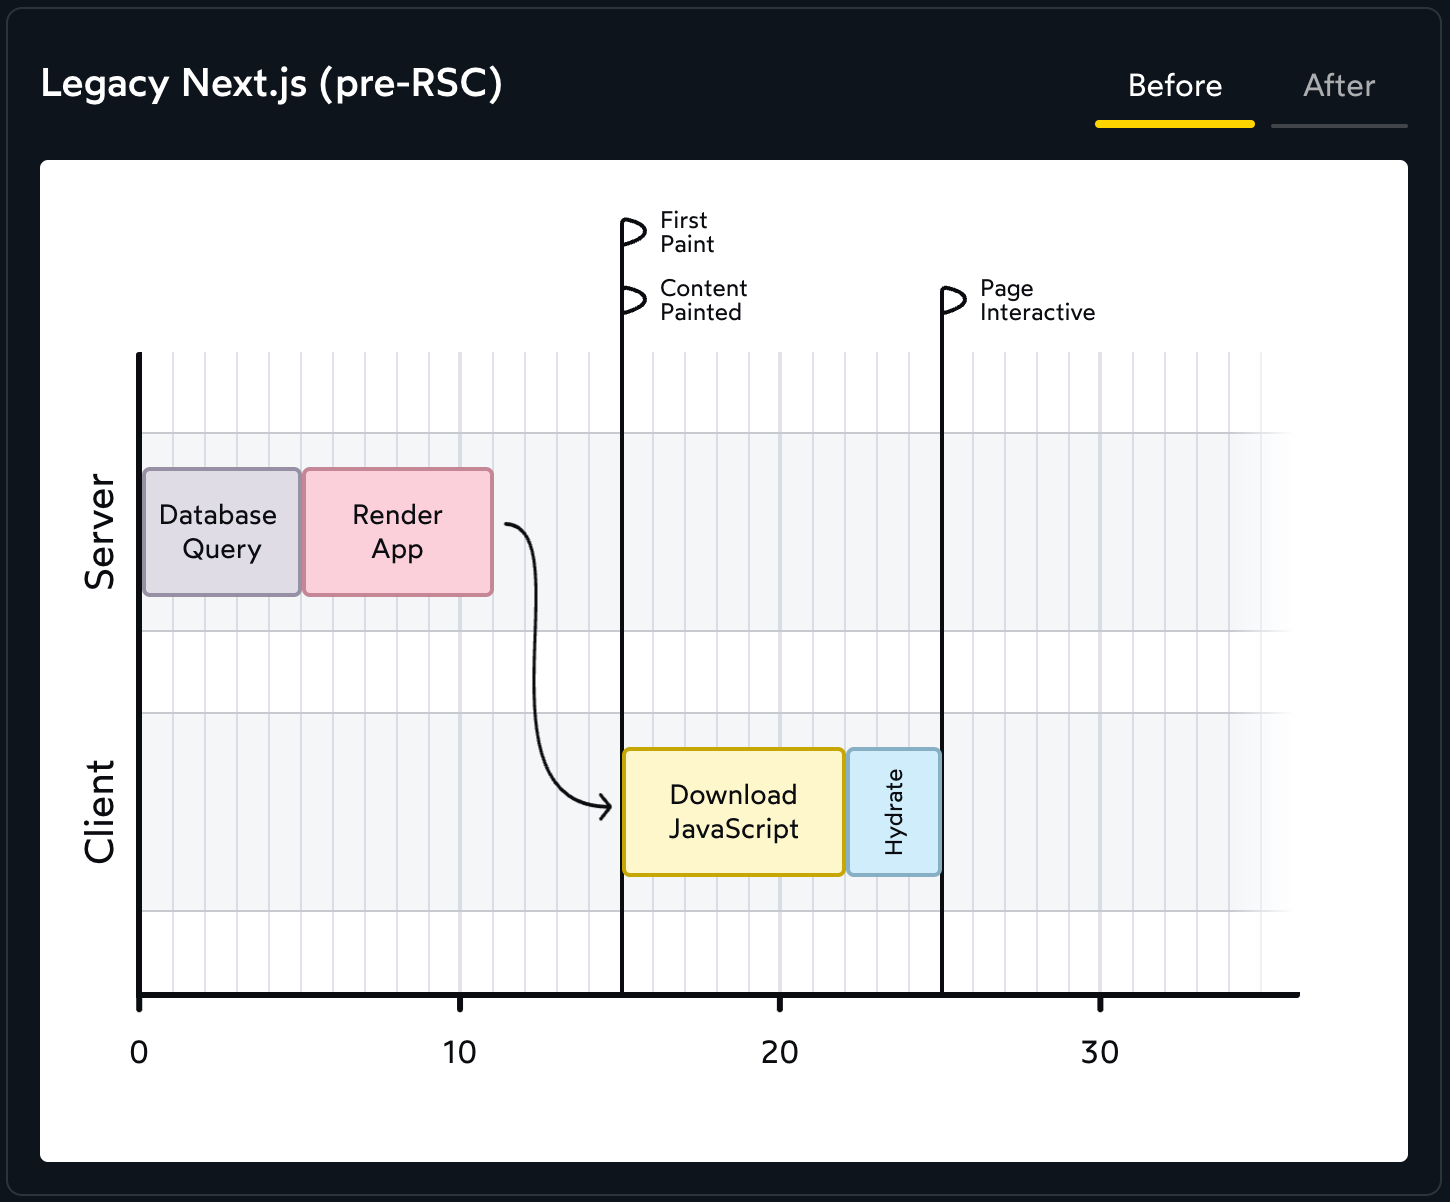 Legacy Next.js (pre-RSC)
Before
After
First
Paint
Content
Painted
Page
Interactive
Server
Database
Query
Render
App
Client
Download
JavaScript
Hydrate
0
10
20
30